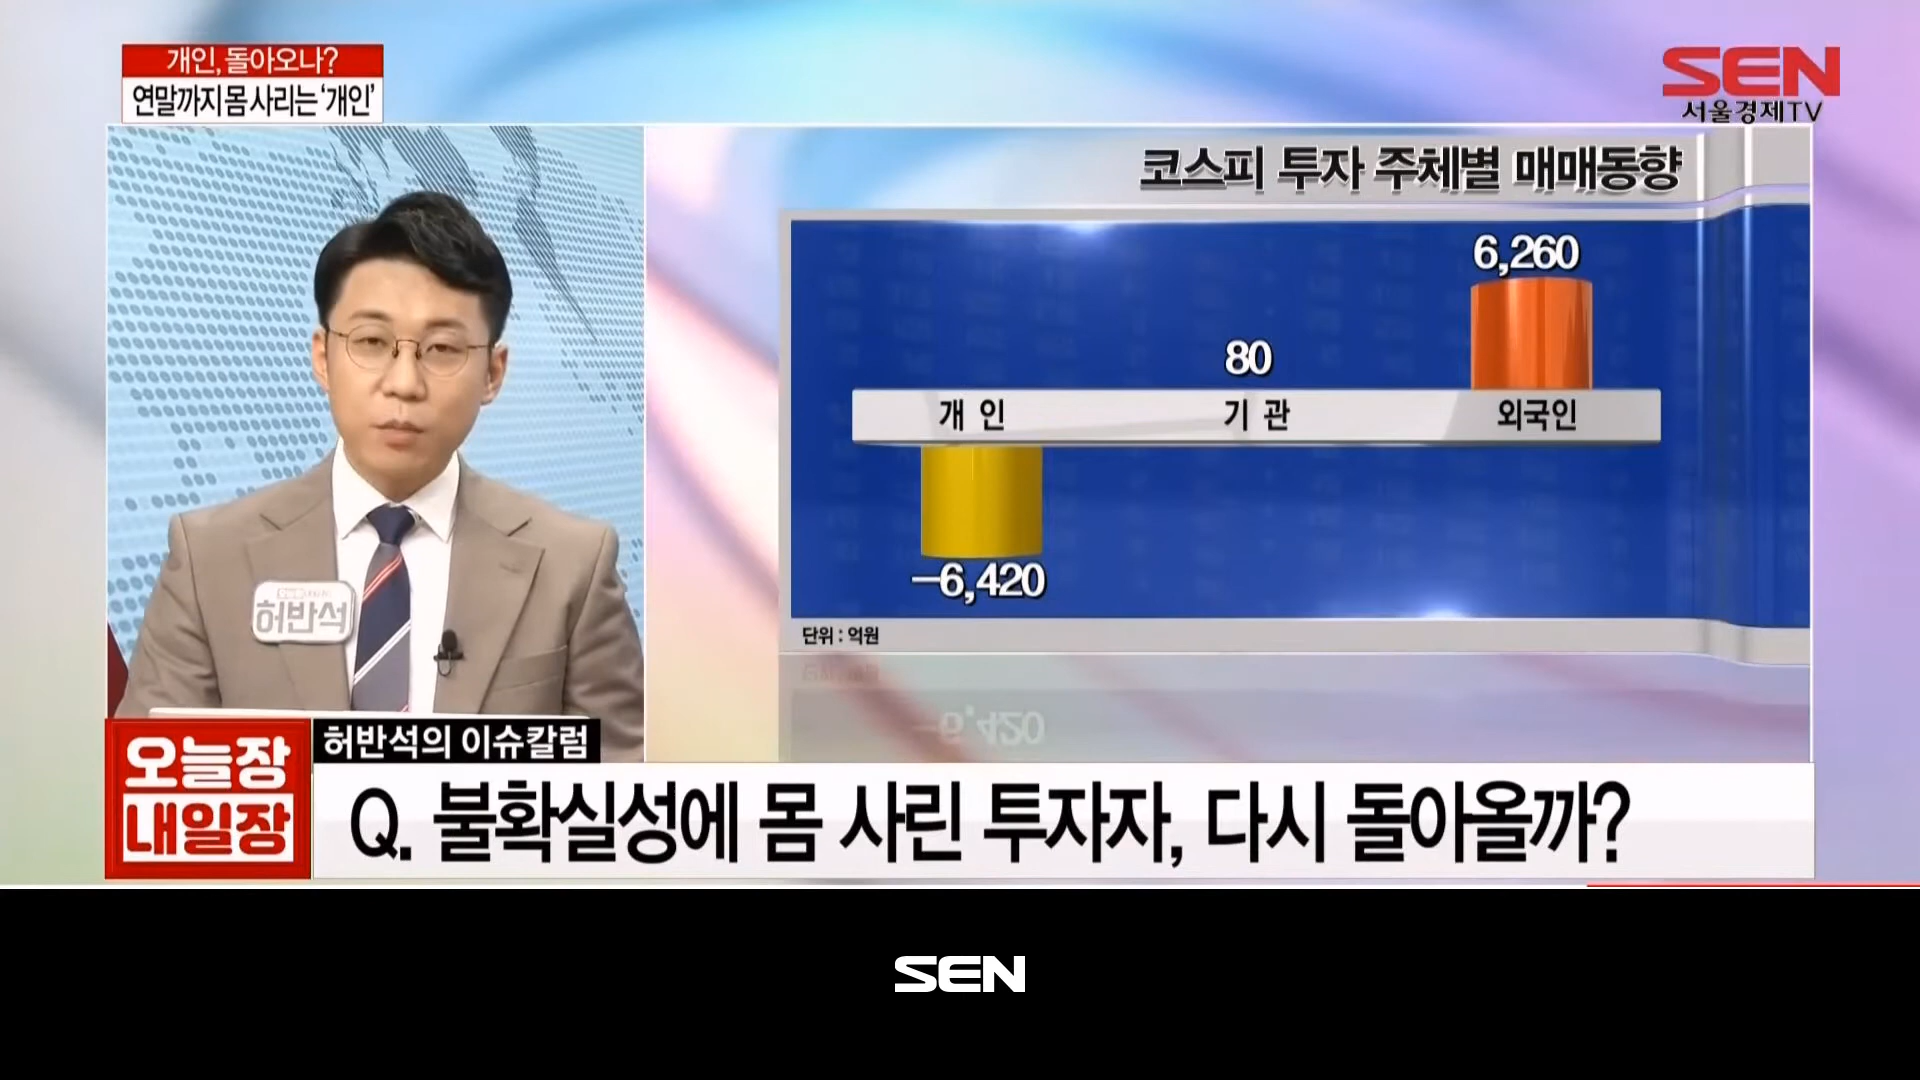 개인, 돌아오나?
연말까지 몸 사리는 ‘개인’
SEN
서울경제TV
코스피 투자 주체별 매매동향
6,260
80
개 인 기 관 외국인
-6,420
단위 : 억원
허반석
오늘장
내일장
허반석의 이슈칼럼
Q. 불확실성에 몸 사린 투자자, 다시 돌아올까?
SEN